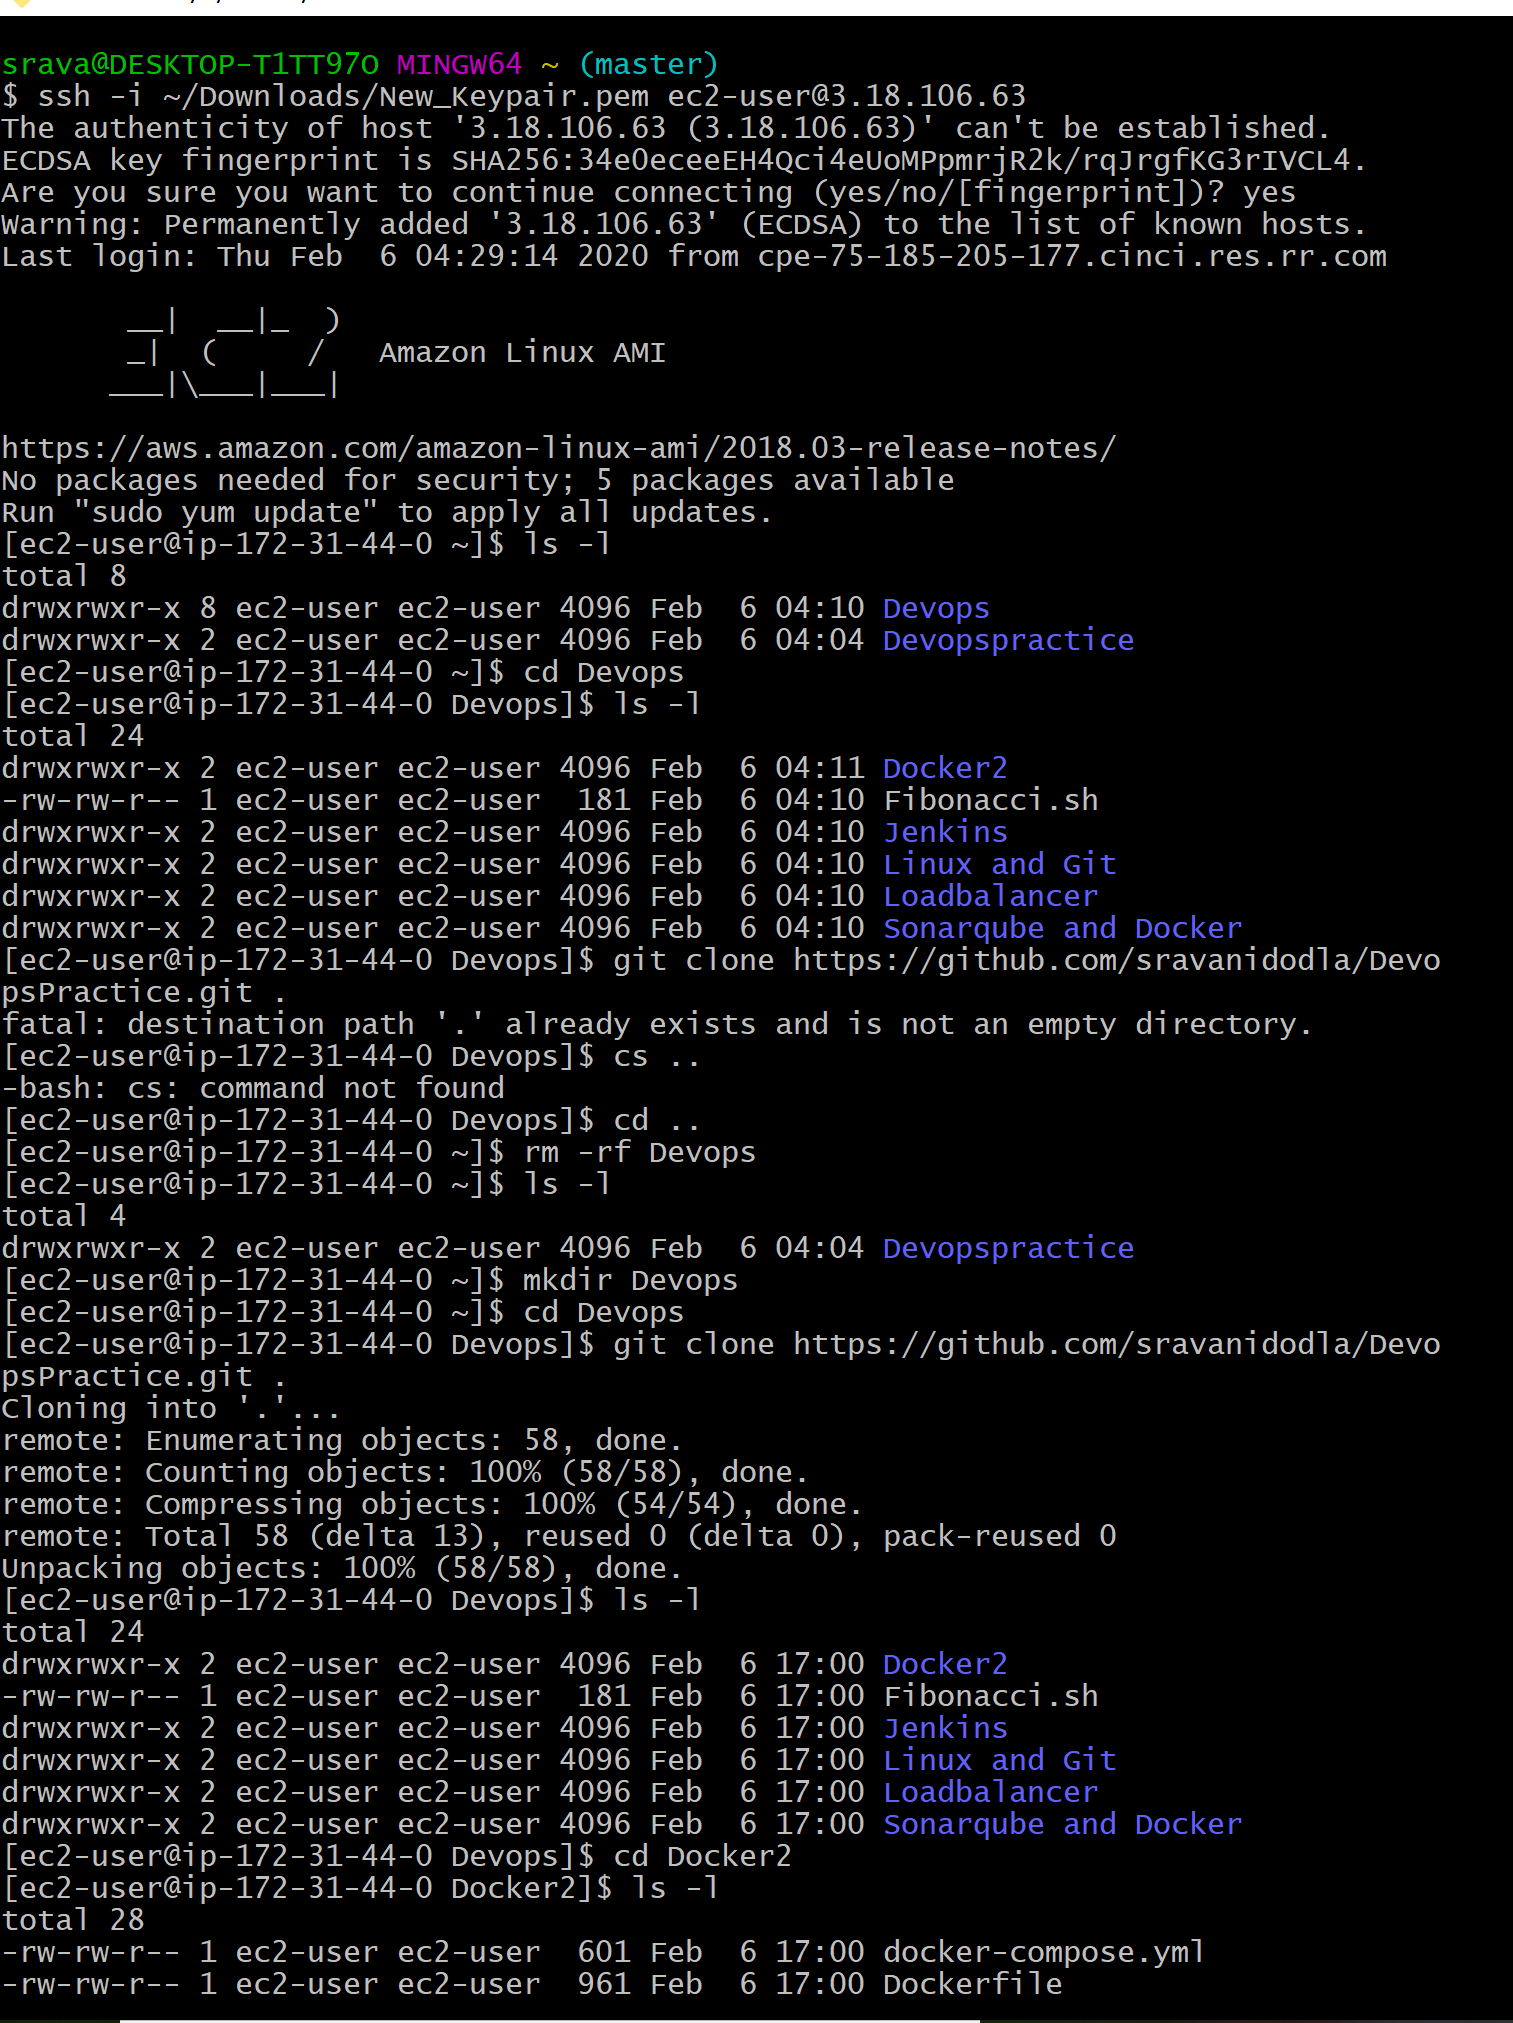 srava@DESKTOP-T1TT97O MINGW64 ~ (master)
$ ssh -i ~/Downloads/New_Keypair.pem ec2-user@3.18.106.63
The authenticity of host '3.18.106.63 (3.18.106.63)' can't be established.
ECDSA key fingerprint is SHA256:34eOeceeEH4Qci4eUoMPpmrjR2k/rqJrgfKG3rIVCL4.
Are you sure you want to continue connecting (yes/no/[fingerprint])? yes
Warning: Permanently added '3.18.106.63' (ECDSA) to the list of known hosts.
Last login: Thu Feb  6 04:29:14 2020 from cpe-75-185-205-177.cinci.res.rr.com
       __|  __|_  )
       _|  (     /   Amazon Linux AMI
      ___|\___|___|
https://aws.amazon.com/amazon-linux-ami/2018.03-release-notes/
No packages needed for security; 5 packages available
Run "sudo yum update" to apply all updates.
[ec2-user@ip-172-31-44-0 ~]$ ls -l
total 8
drwxrwxr-x 8 ec2-user ec2-user 4096 Feb  6 04:10 Devops
drwxrwxr-x 2 ec2-user ec2-user 4096 Feb  6 04:04 Devopspractice
[ec2-user@ip-172-31-44-0 ~]$ cd Devops
[ec2-user@ip-172-31-44-0 Devops]$ ls -l
total 24
drwxrwxr-x 2 ec2-user ec2-user 4096 Feb  6 04:11 Docker2
-rw-rw-r-- 1 ec2-user ec2-user  181 Feb  6 04:10 Fibonacci.sh
drwxrwxr-x 2 ec2-user ec2-user 4096 Feb  6 04:10 Jenkins
drwxrwxr-x 2 ec2-user ec2-user 4096 Feb  6 04:10 Linux and Git
drwxrwxr-x 2 ec2-user ec2-user 4096 Feb  6 04:10 Loadbalancer
drwxrwxr-x 2 ec2-user ec2-user 4096 Feb  6 04:10 Sonarqube and Docker
[ec2-user@ip-172-31-44-0 Devops]$ git clone https://github.com/sravanidodla/Devo
psPractice.git .
fatal: destination path '.' already exists and is not an empty directory.
[ec2-user@ip-172-31-44-0 Devops]$ cs ..
-bash: cs: command not found
[ec2-user@ip-172-31-44-0 Devops]$ cd ..
[ec2-user@ip-172-31-44-0 ~]$ rm -rf Devops
[ec2-user@ip-172-31-44-0 ~]$ ls -l
total 4
drwxrwxr-x 2 ec2-user ec2-user 4096 Feb  6 04:04 Devopspractice
[ec2-user@ip-172-31-44-0 ~]$ mkdir Devops
[ec2-user@ip-172-31-44-0 ~]$ cd Devops
[ec2-user@ip-172-31-44-0 Devops]$ git clone https://github.com/sravanidodla/Devo
psPractice.git .
Cloning into '.'...
remote: Enumerating objects: 58, done.
remote: Counting objects: 100% (58/58), done.
remote: Compressing objects: 100% (54/54), done.
remote: Total 58 (delta 13), reused 0 (delta 0), pack-reused 0
Unpacking objects: 100% (58/58), done.
[ec2-user@ip-172-31-44-0 Devops]$ ls -l
total 24
drwxrwxr-x 2 ec2-user ec2-user 4096 Feb  6 17:00 Docker2
-rw-rw-r-- 1 ec2-user ec2-user  181 Feb  6 17:00 Fibonacci.sh
drwxrwxr-x 2 ec2-user ec2-user 4096 Feb  6 17:00 Jenkins
drwxrwxr-x 2 ec2-user ec2-user 4096 Feb  6 17:00 Linux and Git
drwxrwxr-x 2 ec2-user ec2-user 4096 Feb  6 17:00 Loadbalancer
drwxrwxr-x 2 ec2-user ec2-user 4096 Feb  6 17:00 Sonarqube and Docker
[ec2-user@ip-172-31-44-0 Devops]$ cd Docker2
[ec2-user@ip-172-31-44-0 Docker2]$ ls -l
total 28
-rw-rw-r-- 1 ec2-user ec2-user  601 Feb  6 17:00 docker-compose.yml
-rw-rw-r-- 1 ec2-user ec2-user  961 Feb  6 17:00 Dockerfile